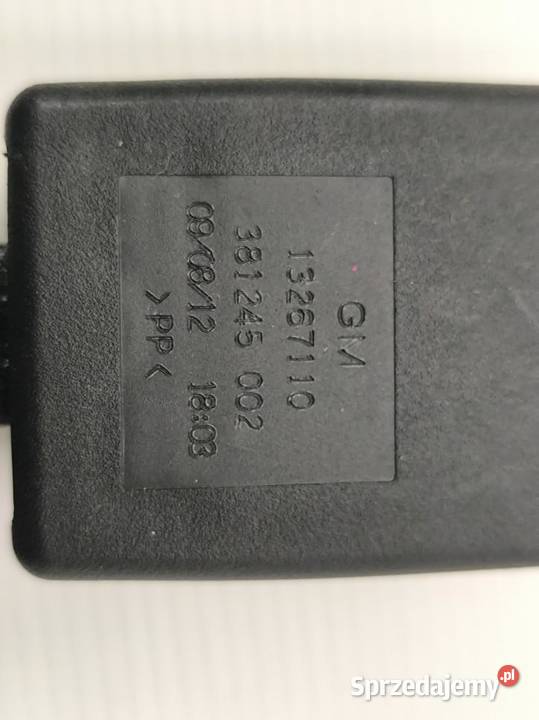 GM
13267110
381245 002
09/08/12 18:03
>PP<
Sprzedajemy.pl